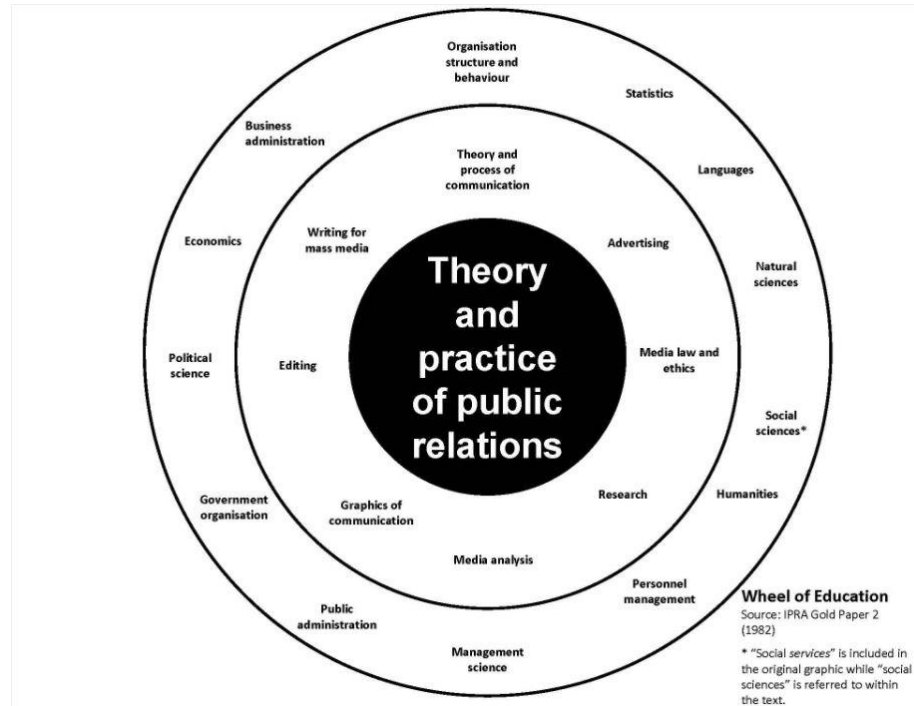 Organisation
structure and
behaviour
Statistics
Languages
Natural
sciences
Social
sciences*
Humanities
Personnel
management
Management
science
Public
administration
Government
organisation
Political
science
Economics
Business
administration
Theory and
process of
communication
Advertising
Media law and
ethics
Research
Media analysis
Graphics of
communication
Editing
Writing for
mass media
Theory
and
practice
of public
relations
Wheel of Education
Source: IPRA Gold Paper 2
(1982)
* “Social services” is included in
the original graphic while “social
sciences” is referred to within
the text.